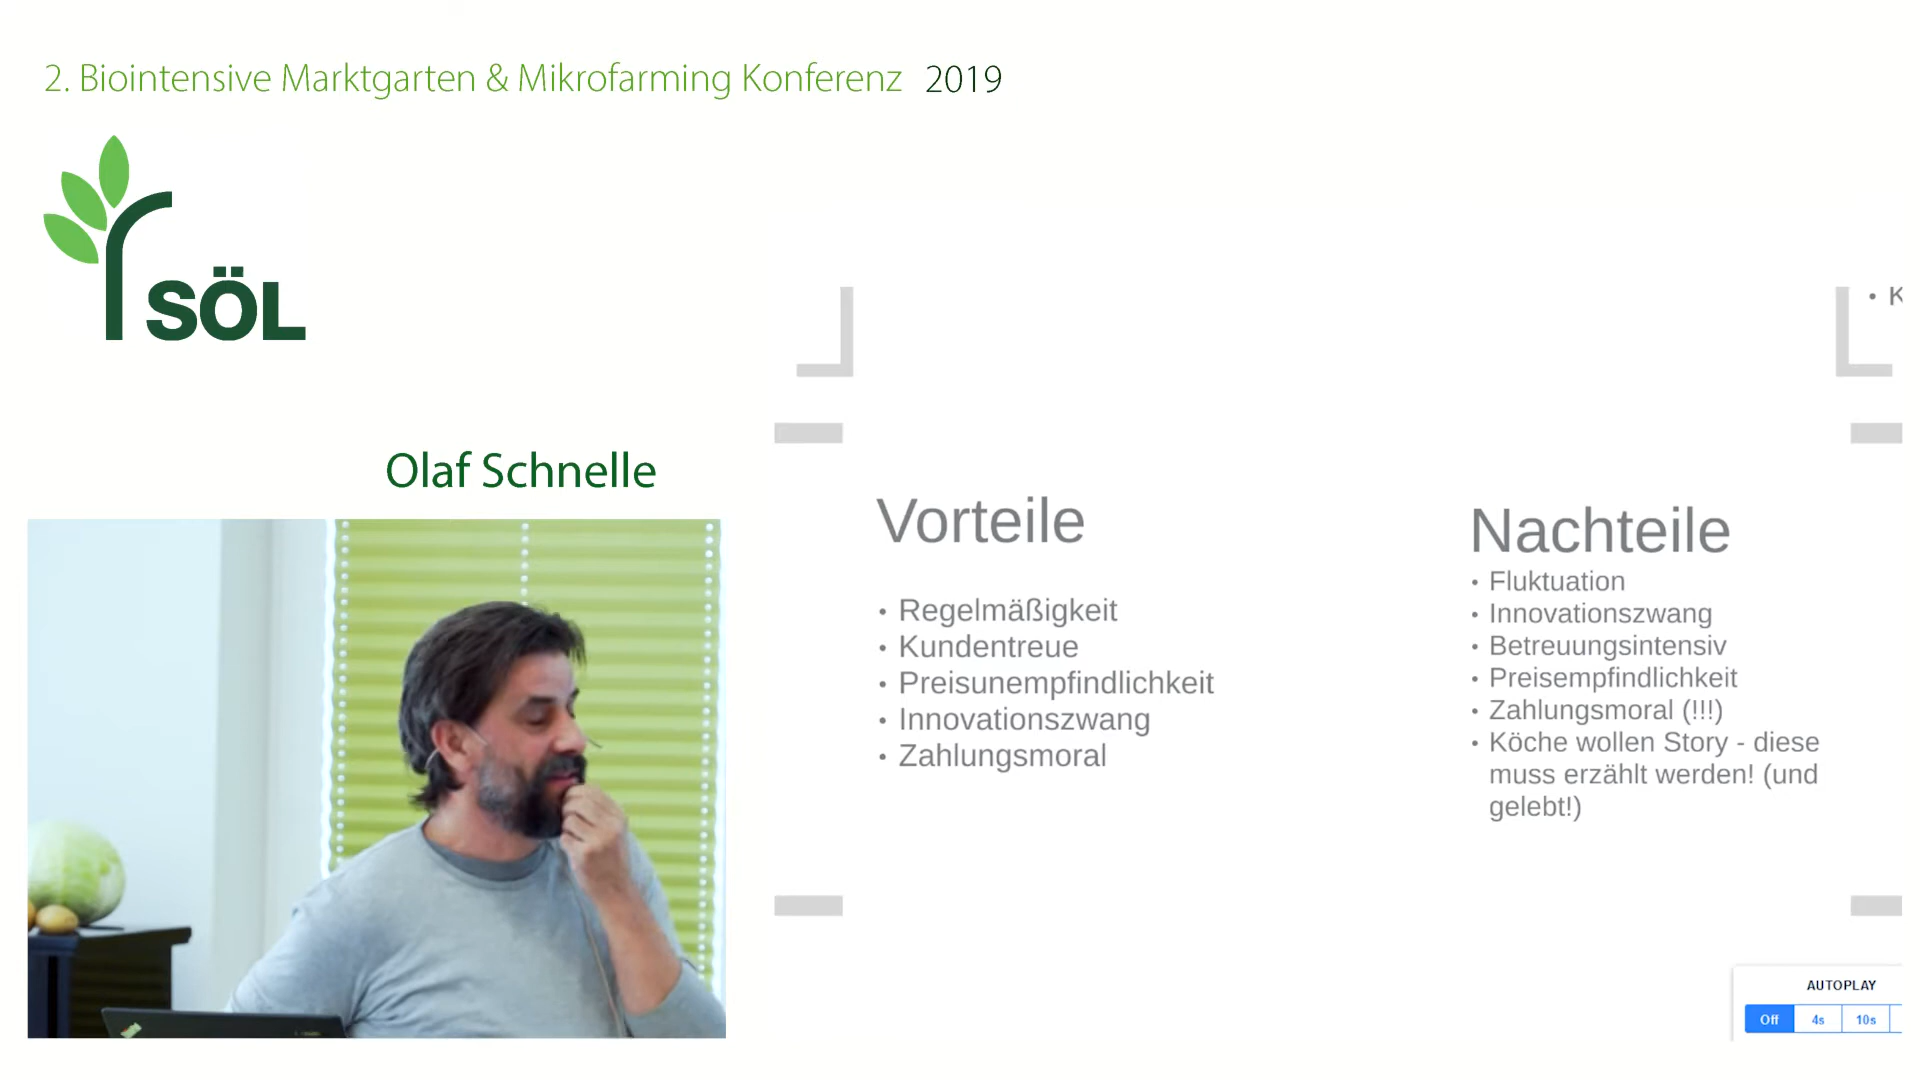 2. Biointensive Marktgarten & Mikrofarming Konferenz 2019
SÖL
Olaf Schnelle
• K
Vorteile
• Regelmäßigkeit
• Kundentreue
• Preisunempfindlichkeit
• Innovationszwang
• Zahlungsmoral
Nachteile
• Fluktuation
• Innovationszwang
• Betreuungsintensiv
• Preisempfindlichkeit
• Zahlungsmoral (!!!)
• Köche wollen Story - diese
muss erzählt werden! (und
gelebt!)
AUTOPLAY
Off 4s 10s